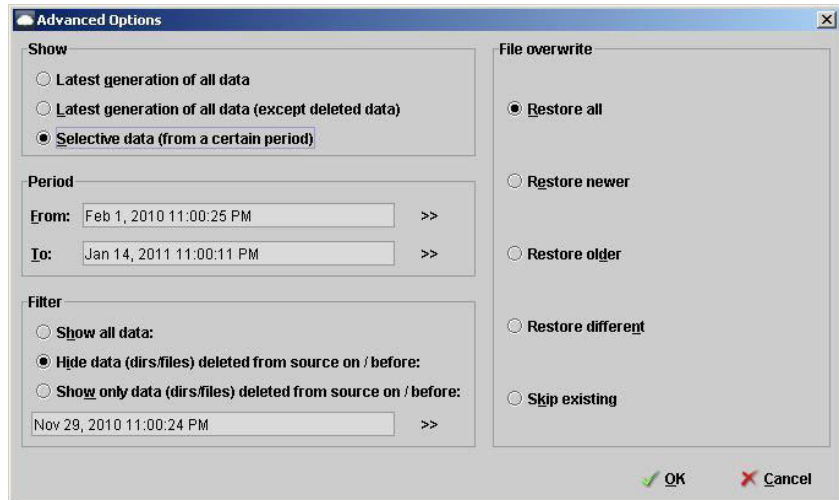 Advanced Options
Show
Latest generation of all data
Latest generation of all data (except deleted data)
Selective data (from a certain period)
Period
From: Feb 1, 2010 11:00:25 PM >>
To: Jan 14, 2011 11:00:11 PM >>
Filter
Show all data:
Hide data (dirs/files) deleted from source on / before:
Show only data (dirs/files) deleted from source on / before:
Nov 29, 2010 11:00:24 PM >>
File overwrite
Restore all
Restore newer
Restore older
Restore different
Skip existing
OK Cancel